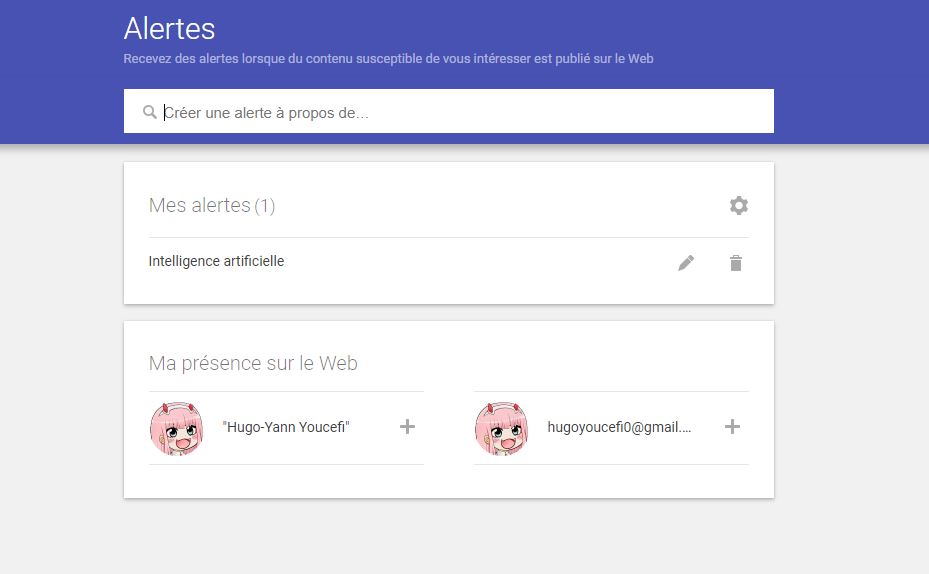 Alertes
Recevez des alertes lorsque du contenu susceptible de vous intéresser est publié sur le Web
Créer une alerte à propos de...
Mes alertes (1)
Intelligence artificielle
Ma présence sur le Web
"Hugo-Yann Youcefi"
hugoyoucefi0@gmail....